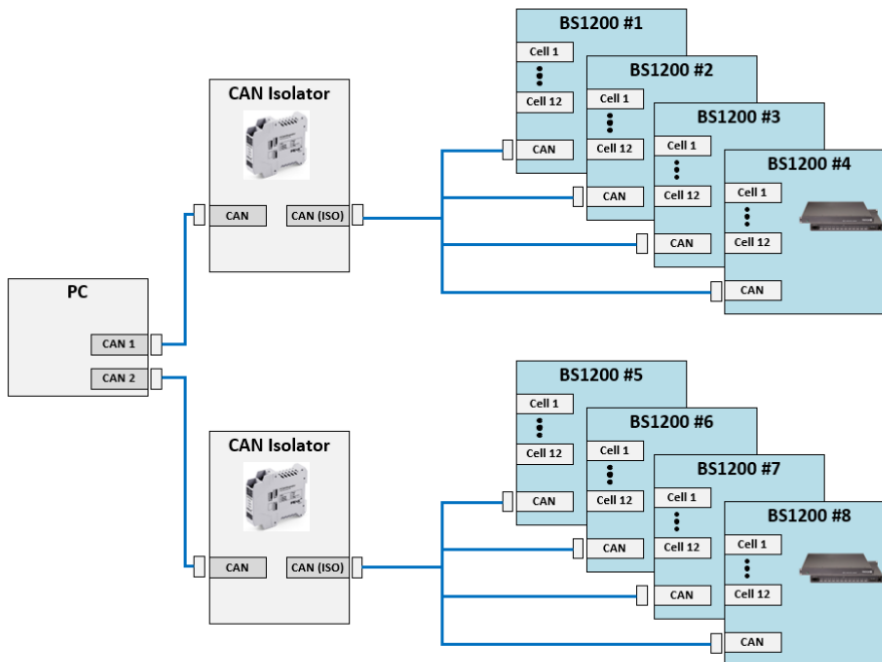 BS1200 #1
Cell 1
Cell 12
CAN
BS1200 #2
Cell 1
Cell 12
CAN
BS1200 #3
Cell 1
Cell 12
CAN
BS1200 #4
Cell 1
Cell 12
CAN
CAN Isolator
CAN
CAN (ISO)
PC
CAN 1
CAN 2
CAN Isolator
CAN
CAN (ISO)
BS1200 #5
Cell 1
Cell 12
CAN
BS1200 #6
Cell 1
Cell 12
CAN
BS1200 #7
Cell 1
Cell 12
CAN
BS1200 #8
Cell 1
Cell 12
CAN